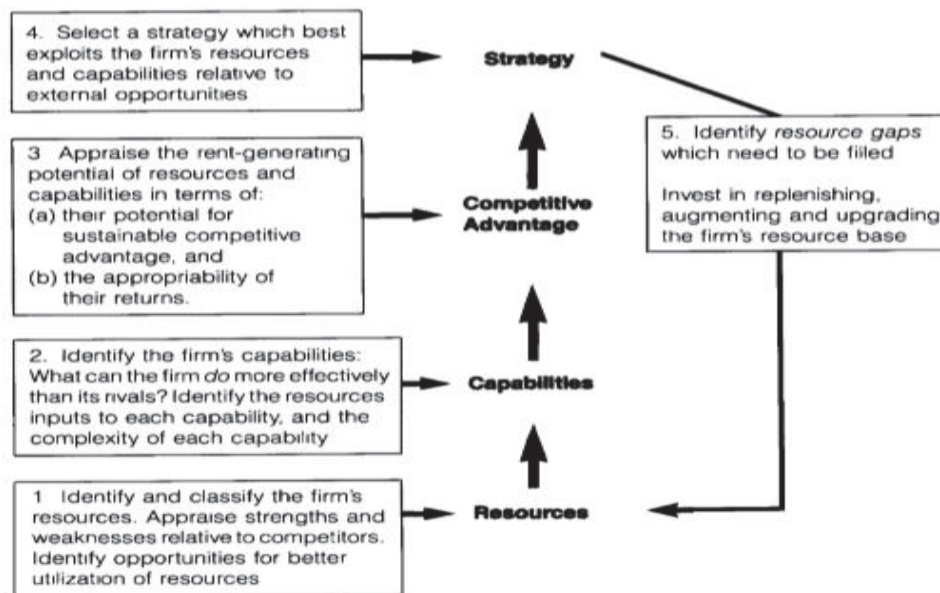 4. Select a strategy which best
exploits the firm's resources
and capabilities relative to
external opportunities
Strategy
5. Identify resource gaps
which need to be filled
Invest in replenishing,
augmenting and upgrading
the firm's resource base
3 Appraise the rent-generating
potential of resources and
capabilities in terms of:
(a) their potential for
sustainable competitive
advantage, and
(b) the appropriability of
their returns.
Competitive
Advantage
2. Identify the firm's capabilities:
What can the firm do more effectively
than its rivals? Identify the resources
inputs to each capability, and the
complexity of each capability
Capabilities
1 Identify and classify the firm's
resources. Appraise strengths and
weaknesses relative to competitors.
Identify opportunities for better
utilization of resources
Resources